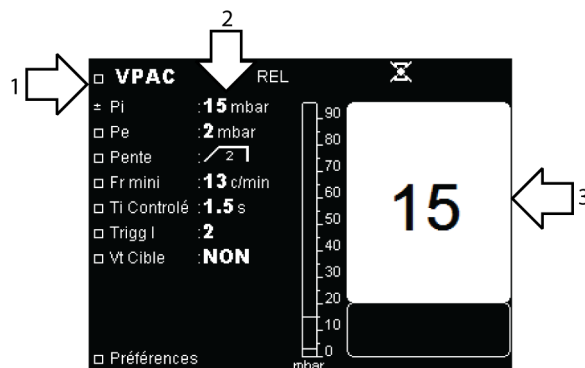 2
1
VPAC REL
± Pi :15 mbar
Pe :2 mbar
Pente : 2
Fr mini :13 c/min
Ti Controlé :1.5 s
Trigg I :2
Vt Cible :NON
Préférences
90
80
70
60
50
40
30
20
10
0
mbar
15
3